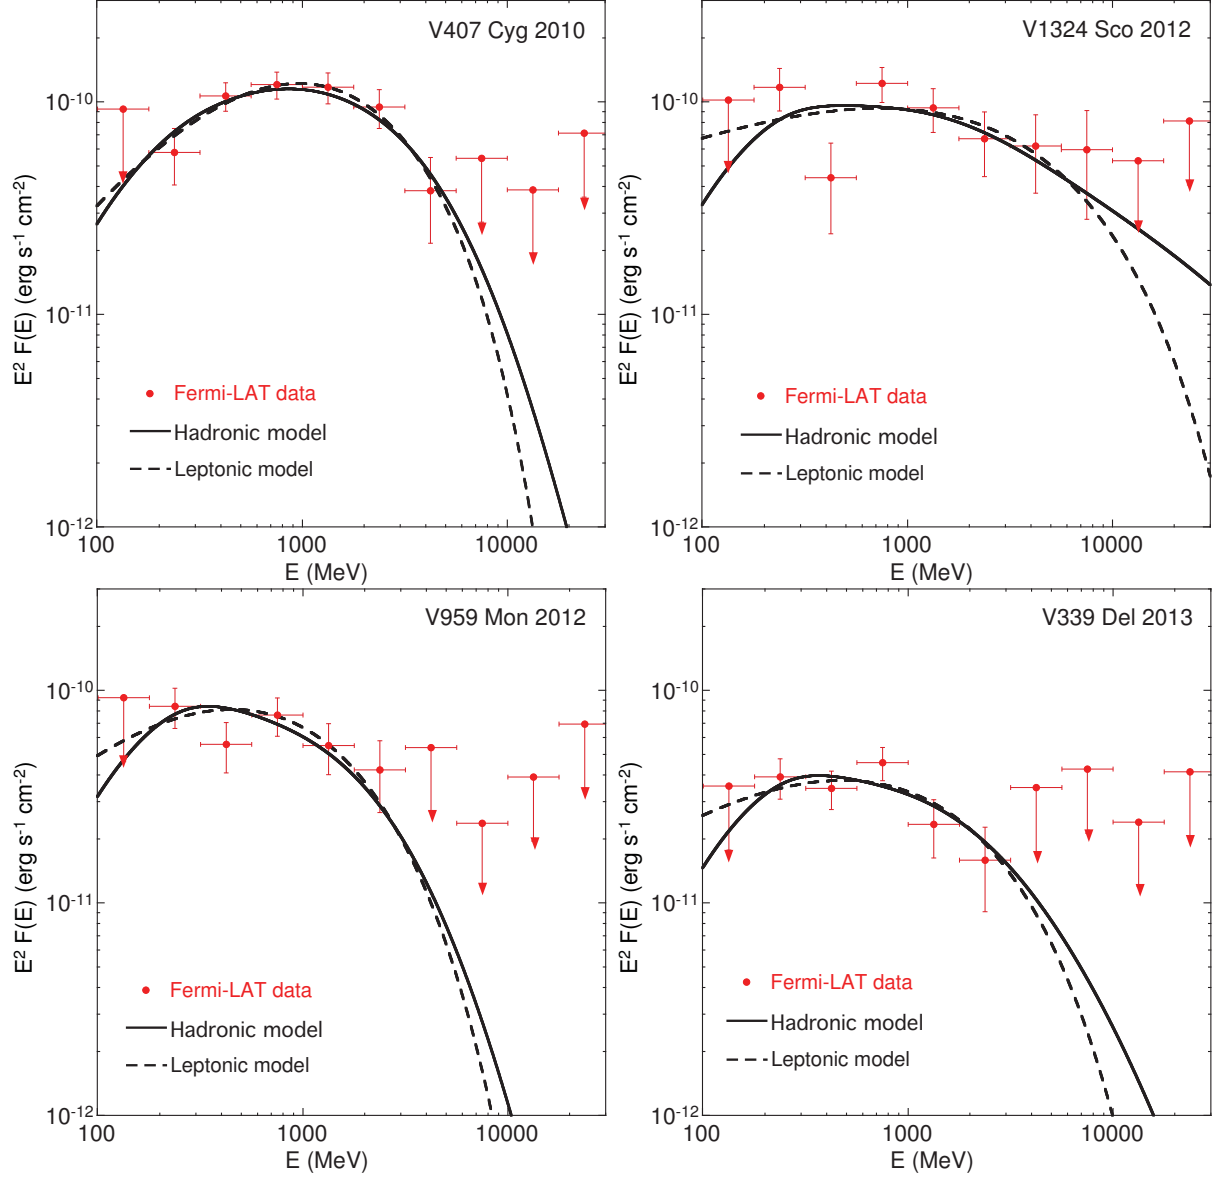 V407 Cyg 2010
E² F(E) (erg s⁻¹ cm⁻²)
10⁻¹⁰
10⁻¹¹
10⁻¹²
Fermi-LAT data
Hadronic model
Leptonic model
100 1000 10000
E (MeV)
V1324 Sco 2012
E² F(E) (erg s⁻¹ cm⁻²)
10⁻¹⁰
10⁻¹¹
10⁻¹²
Fermi-LAT data
Hadronic model
Leptonic model
100 1000 10000
E (MeV)
V959 Mon 2012
E² F(E) (erg s⁻¹ cm⁻²)
10⁻¹⁰
10⁻¹¹
10⁻¹²
Fermi-LAT data
Hadronic model
Leptonic model
100 1000 10000
E (MeV)
V339 Del 2013
E² F(E) (erg s⁻¹ cm⁻²)
10⁻¹⁰
10⁻¹¹
10⁻¹²
Fermi-LAT data
Hadronic model
Leptonic model
100 1000 10000
E (MeV)